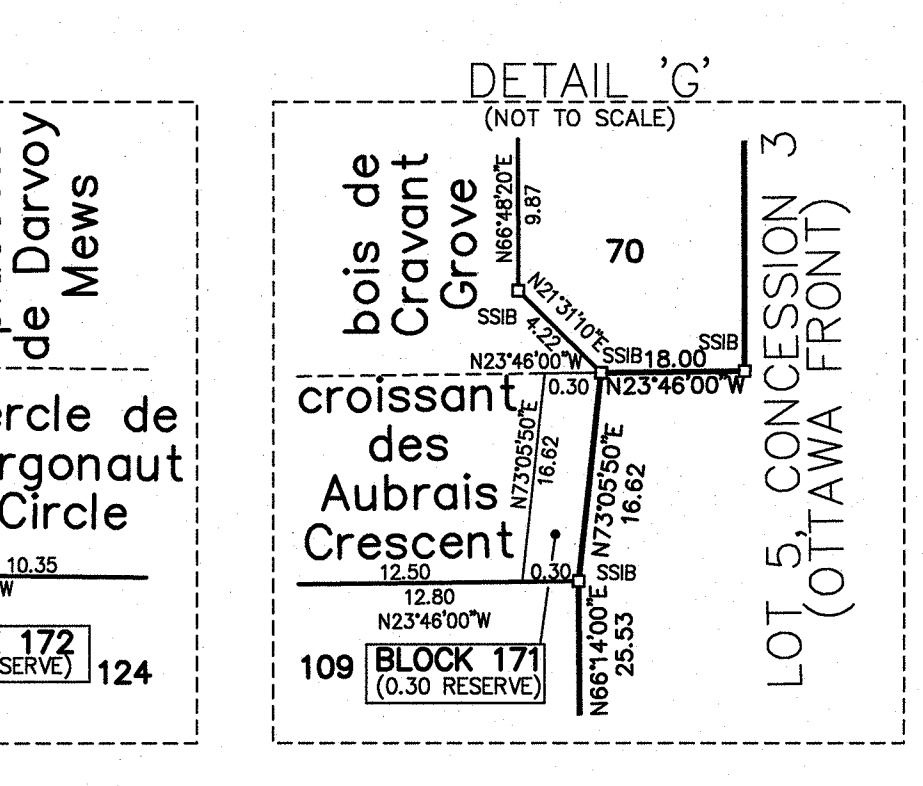 de Darvoy
Mews
Circle
10.35
W
172
124
DETAIL 'G'
(NOT TO SCALE)
bois de
Cravant
Grove
N66°48'20"E
9.87
70
N21°31'10"E
4.22
SSIB
SSIB
SSIB
N23°46'00"W
18.00
0.30
N23°46'00"W
croissant
des
Aubrais
Crescent
N73°05'50"E
16.62
N73°05'50"E
16.62
12.50
0.30
SSIB
12.80
N23°46'00"W
N66°14'00"E
25.53
109
BLOCK 171
(0.30 RESERVE)
LOT 5, CONCESSION 3
(OTTAWA FRONT)